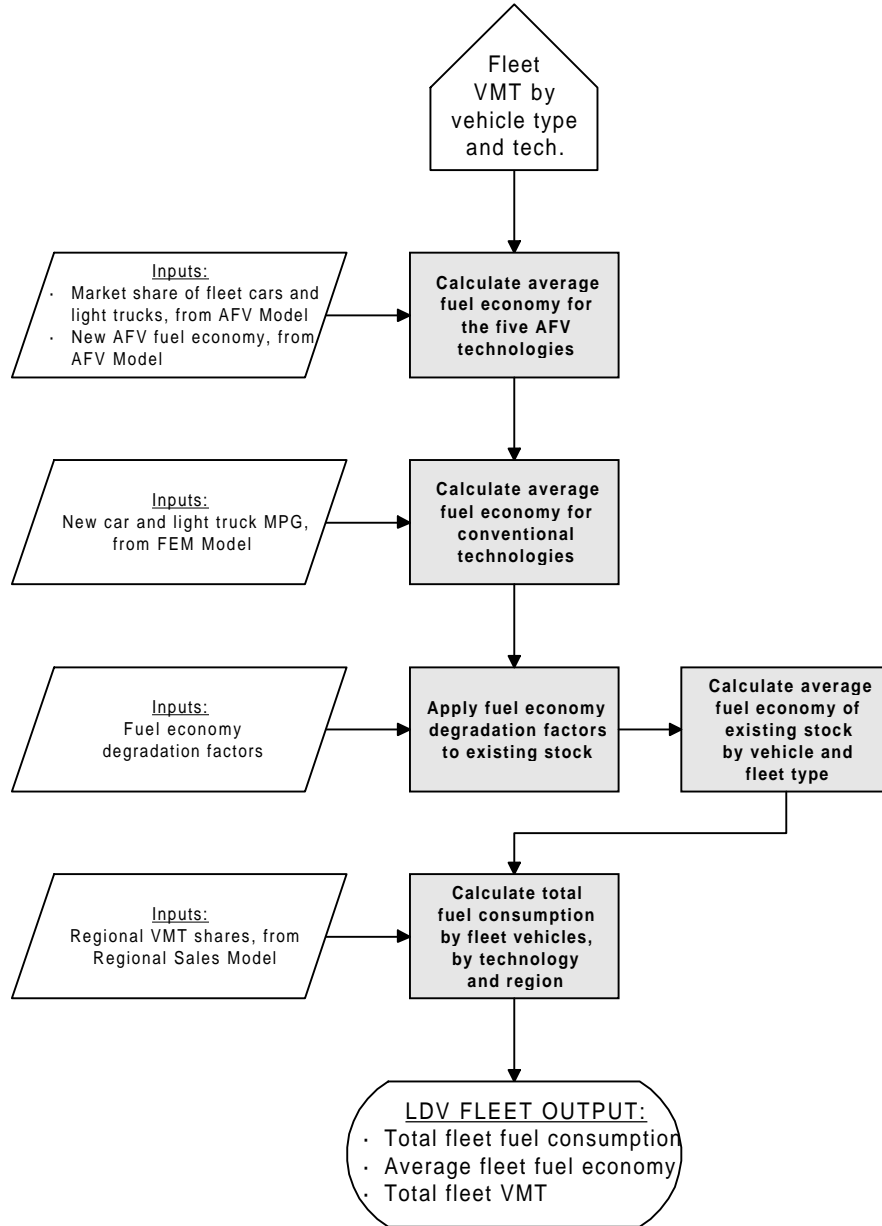 Fleet
VMT by
vehicle type
and tech.
Inputs:
· Market share of fleet cars and
light trucks, from AFV Model
· New AFV fuel economy, from
AFV Model
Calculate average
fuel economy for
the five AFV
technologies
Inputs:
New car and light truck MPG,
from FEM Model
Calculate average
fuel economy for
conventional
technologies
Inputs:
Fuel economy
degradation factors
Apply fuel economy
degradation factors
to existing stock
Calculate average
fuel economy of
existing stock
by vehicle and
fleet type
Inputs:
Regional VMT shares, from
Regional Sales Model
Calculate total
fuel consumption
by fleet vehicles,
by technology
and region
LDV FLEET OUTPUT:
· Total fleet fuel consumption
· Average fleet fuel economy
· Total fleet VMT